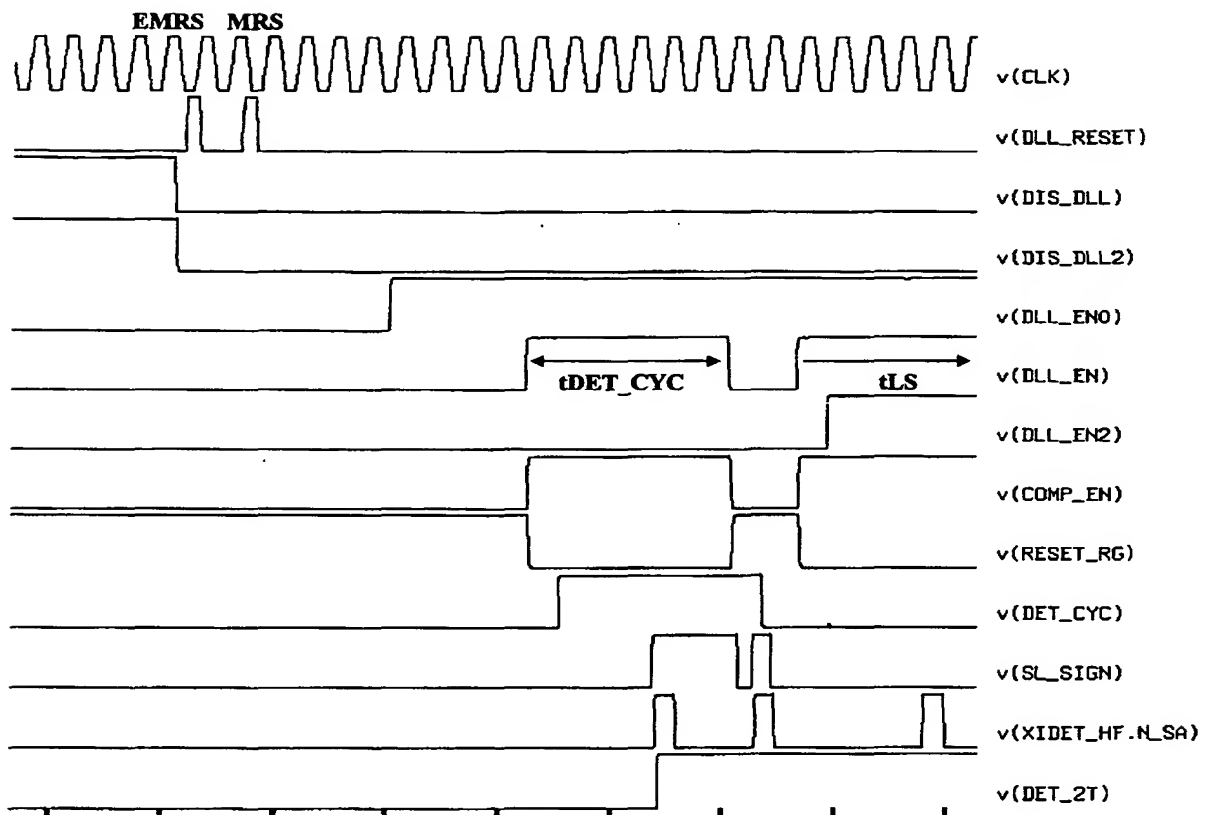 EMRS MRS
v(CLK)
v(DLL_RESET)
v(DIS_DLL)
v(DIS_DLL2)
v(DLL_EN0)
tDET_CYC
tLS
v(DLL_EN)
v(DLL_EN2)
v(COMP_EN)
v(RESET_RG)
v(DET_CYC)
v(SL_SIGN)
v(XIDET_HF.N_SA)
v(DET_2T)